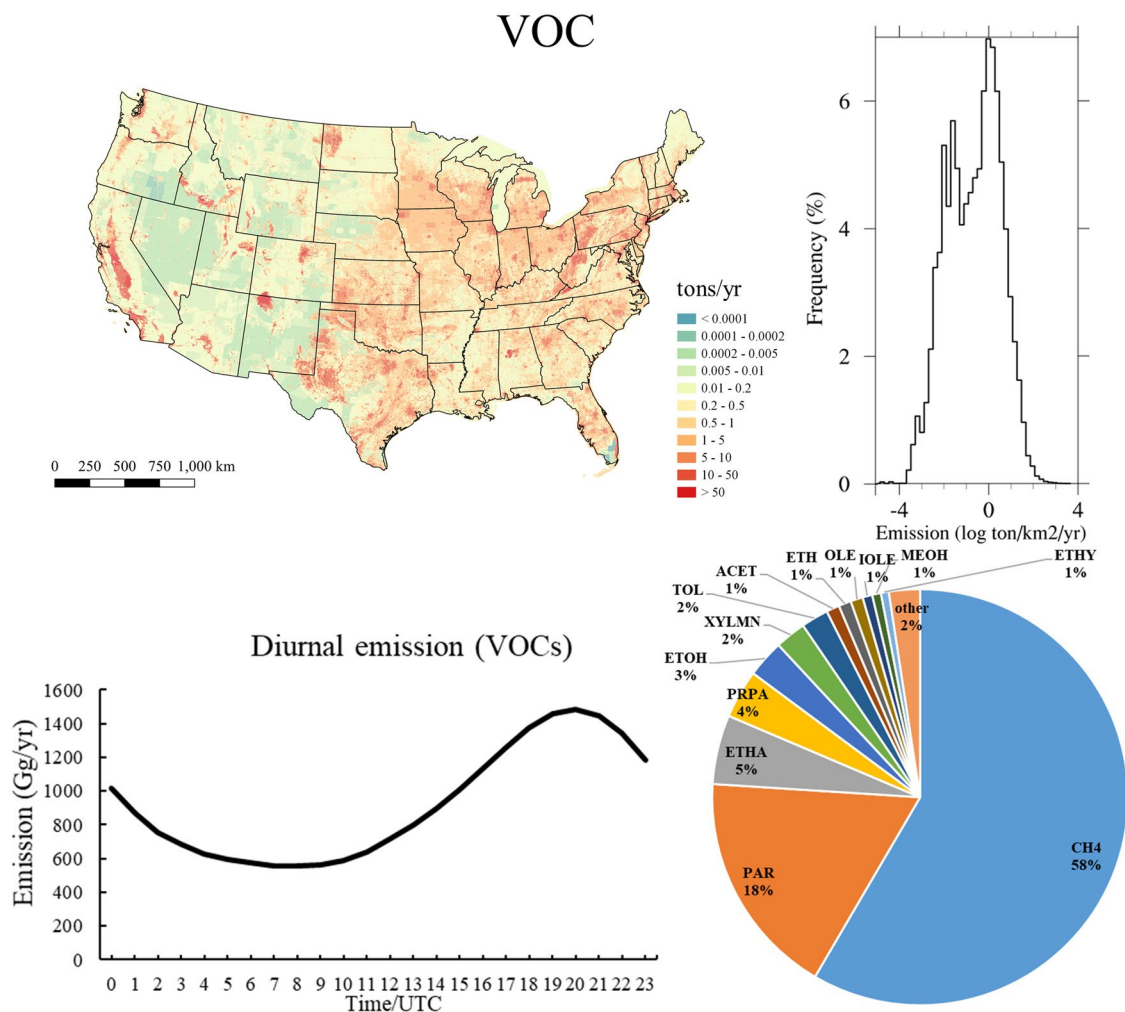 VOC
tons/yr
< 0.0001
0.0001 - 0.0002
0.0002 - 0.005
0.005 - 0.01
0.01 - 0.2
0.2 - 0.5
0.5 - 1
1 - 5
5 - 10
10 - 50
> 50
0 250 500 750 1,000 km
Frequency (%)
6
4
2
0
-4 0 4
Emission (log ton/km2/yr)
Diurnal emission (VOCs)
Emission (Gg/yr)
1600
1400
1200
1000
800
600
400
200
0
0 1 2 3 4 5 6 7 8 9 10 11 12 13 14 15 16 17 18 19 20 21 22 23
Time/UTC
CH4
58%
PAR
18%
ETHA
5%
PRPA
4%
ETOH
3%
XYLMN
2%
TOL
2%
ACET
1%
ETH
1%
OLE
1%
IOLE
1%
MEOH
1%
ETHY
1%
other
2%